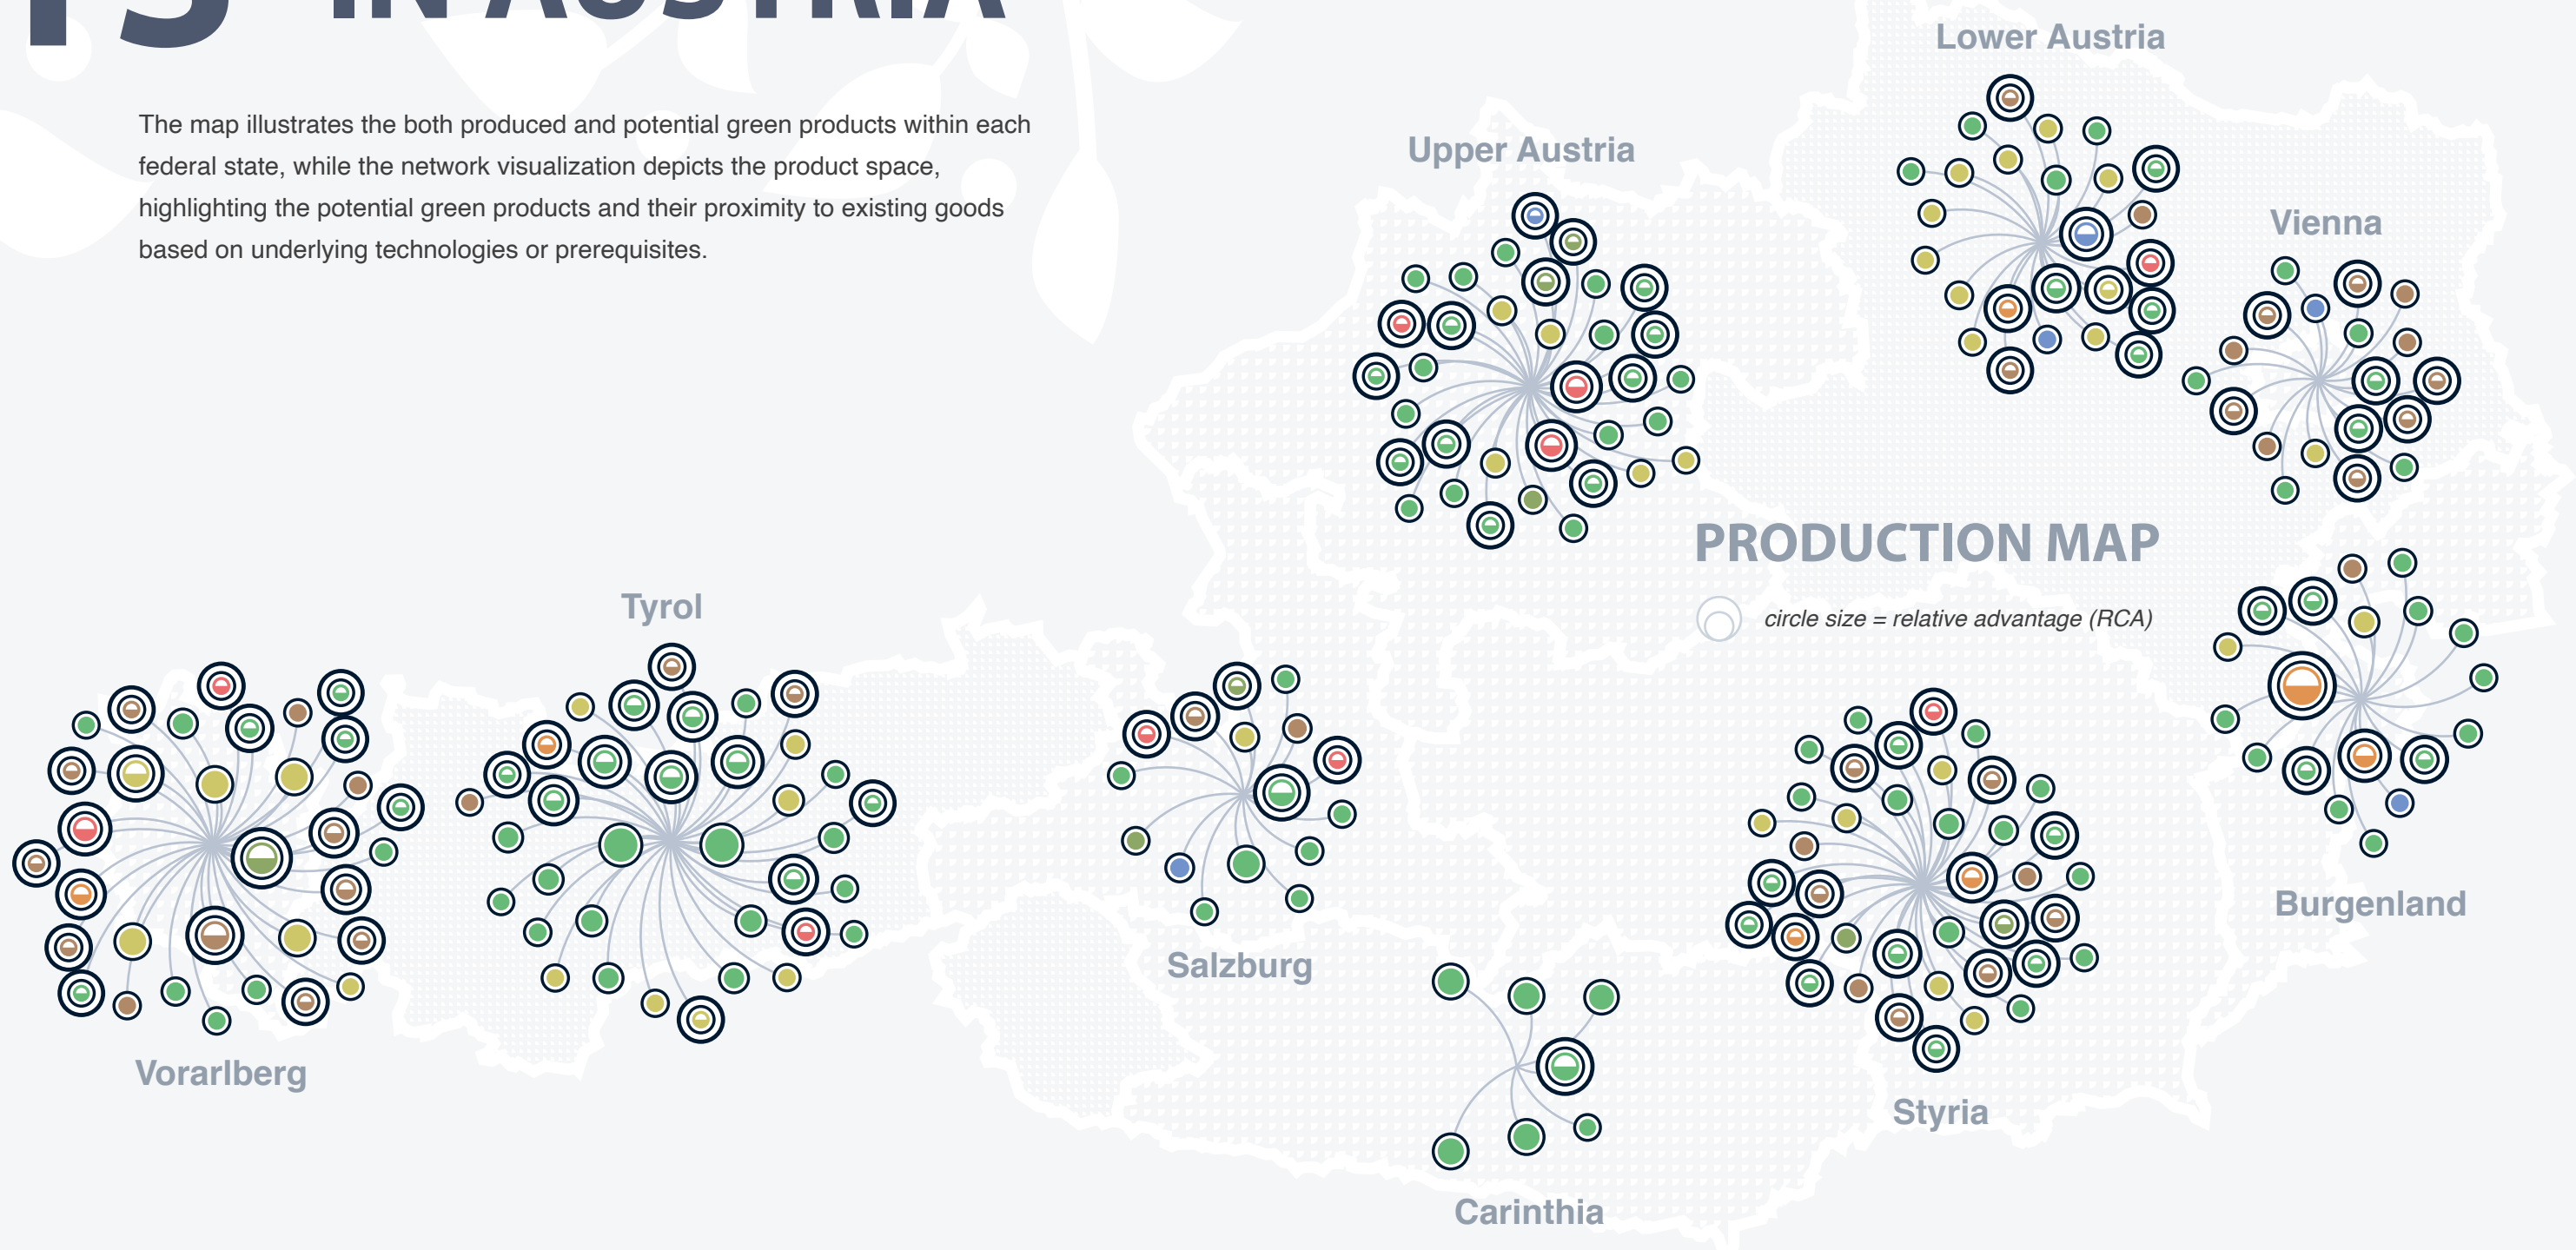 IN AUSTRIA
The map illustrates the both produced and potential green products within each
federal state, while the network visualization depicts the product space,
highlighting the potential green products and their proximity to existing goods
based on underlying technologies or prerequisites.
Lower Austria
Upper Austria
Vienna
PRODUCTION MAP
circle size = relative advantage (RCA)
Tyrol
Burgenland
Salzburg
Vorarlberg
Styria
Carinthia